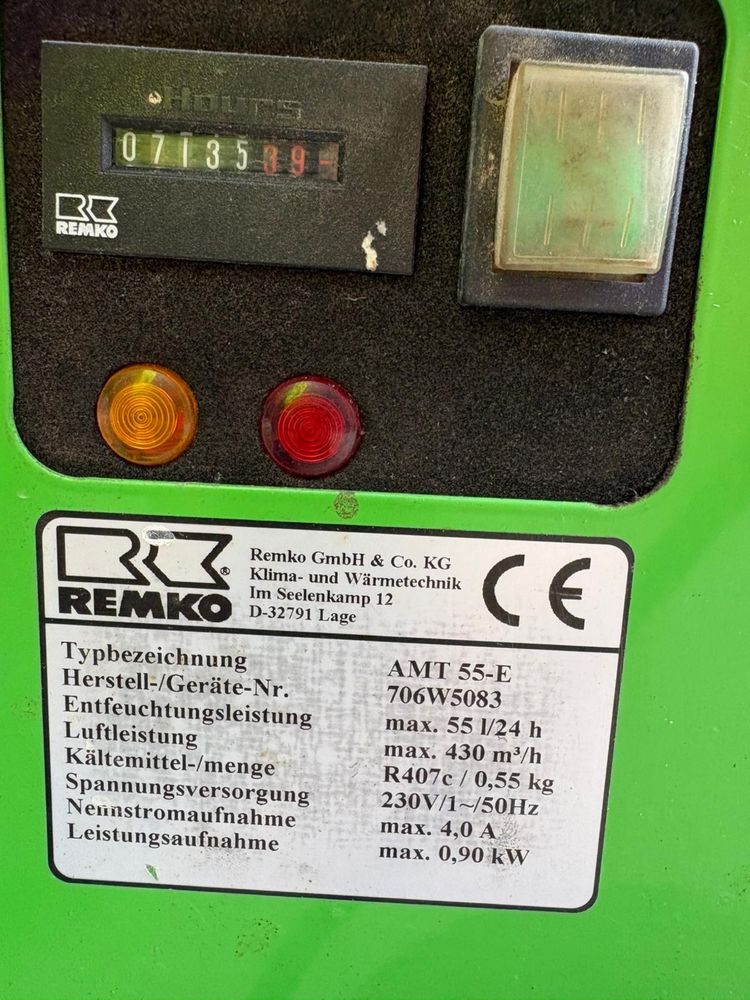 Hours
0713539
REMKO
REMKO
Remko GmbH & Co. KG
Klima- und Wärmetechnik
Im Seelenkamp 12
D-32791 Lage
CE
Typbezeichnung AMT 55-E
Herstell-/Geräte-Nr. 706W5083
Entfeuchtungsleistung max. 55 l/24 h
Luftleistung max. 430 m³/h
Kältemittel-/menge R407c / 0,55 kg
Spannungsversorgung 230V/1~/50Hz
Nennstromaufnahme max. 4,0 A
Leistungsaufnahme max. 0,90 kW